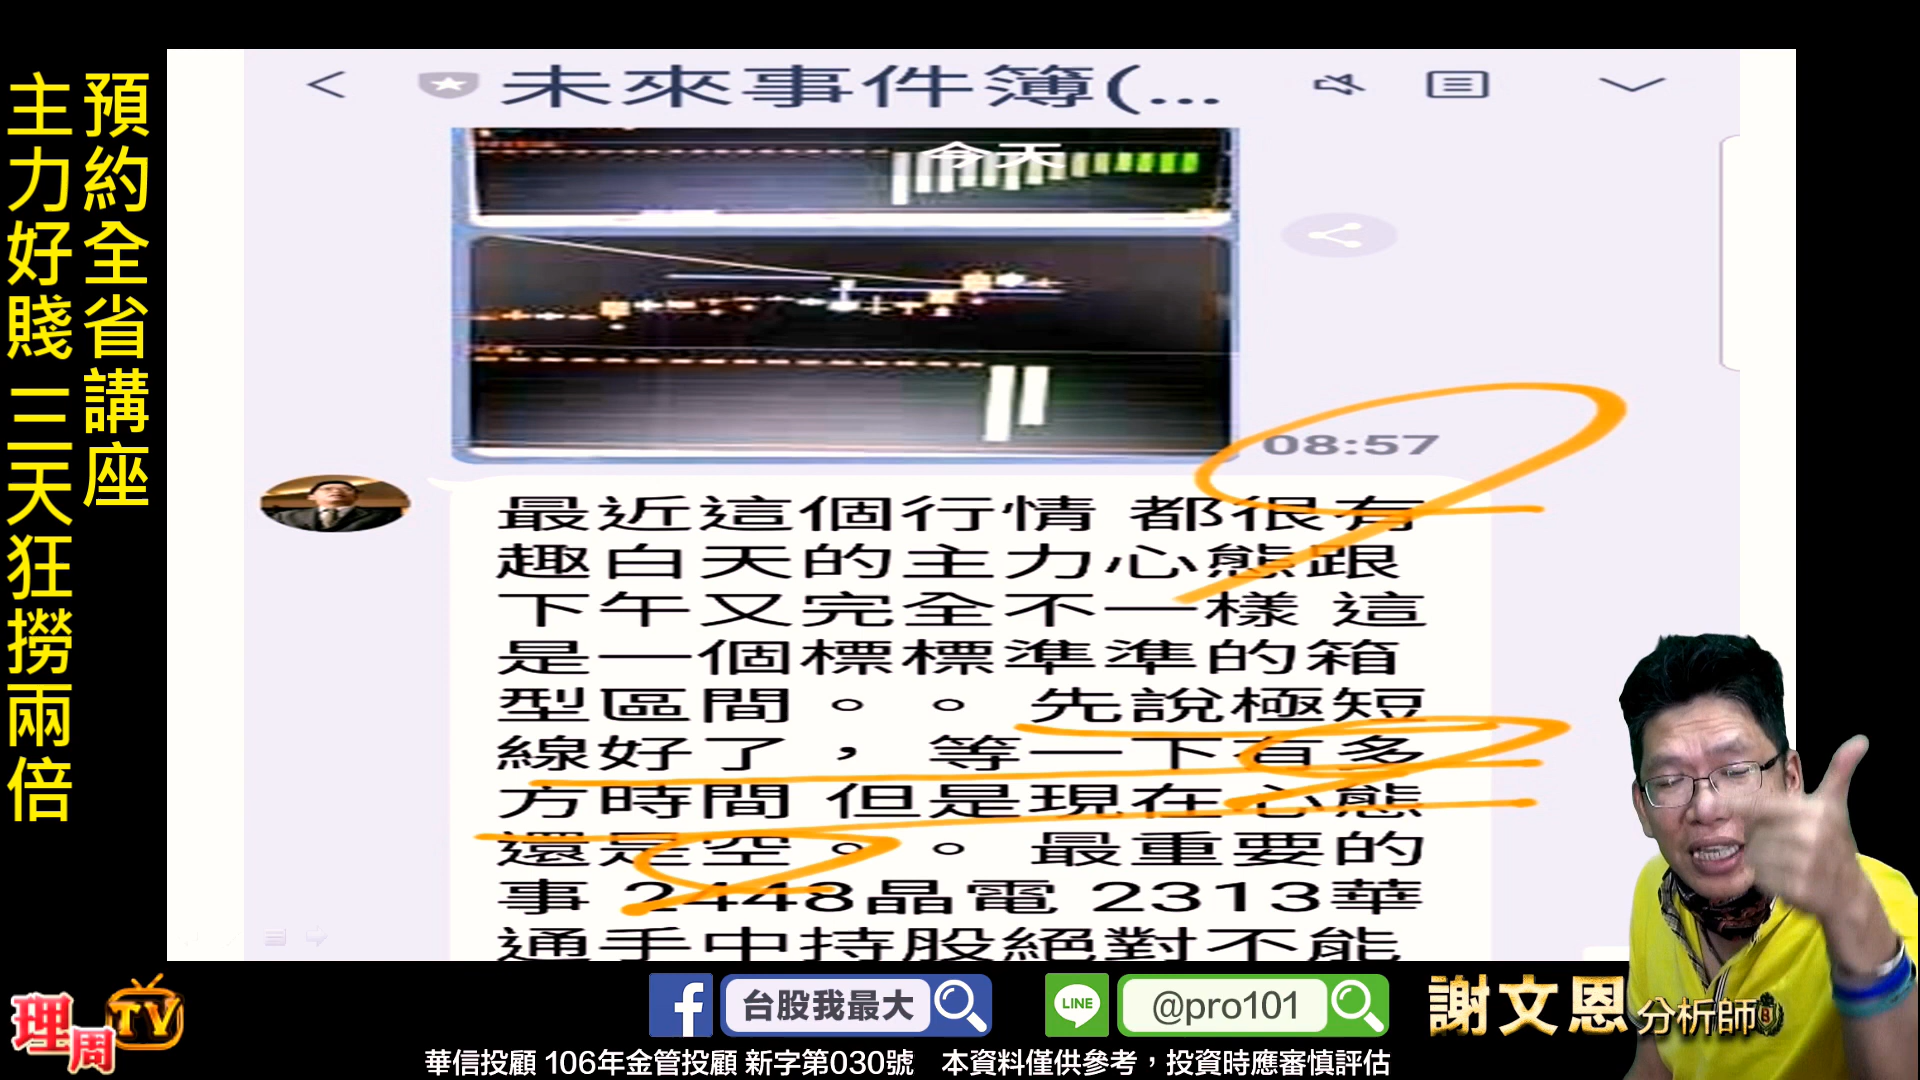 預約全省講座
主力好賤 三天狂撈兩倍
未來事件簿(...
今天
08:57
最近這個行情 都很有
趣白天的主力心態跟
下午又完全不一樣 這
是一個標標準準的箱
型區間。。先說極短
線好了，等一下有多
方時間 但是現在心態
還是空。。最重要的
事 2448晶電 2313華
通手中持股絕對不能
理周TV
台股我最大
LINE
@pro101
謝文恩 分析師
華信投顧 106年金管投顧 新字第030號 本資料僅供參考，投資時應審慎評估